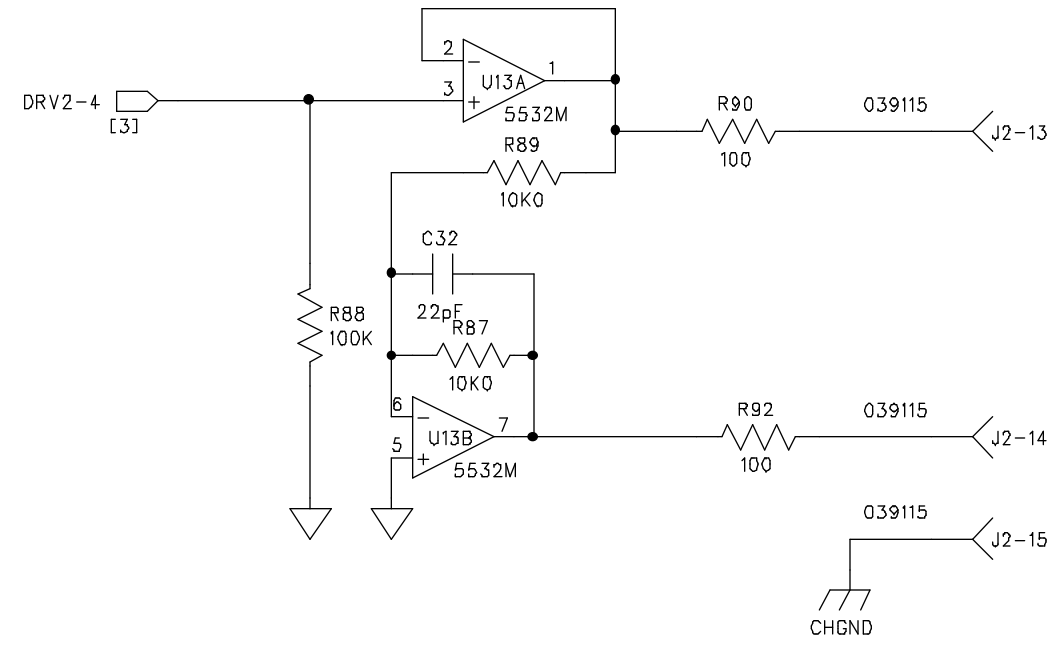 2
U13A
1
3
5532M
DRV2-4
[3]
R90
100
039115
J2-13
R89
10K0
C32
22pF
R88
100K
R87
10K0
6
U13B
7
5
5532M
R92
100
039115
J2-14
039115
J2-15
CHGND